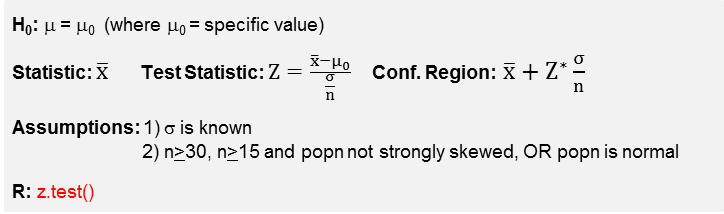 H₀: μ = μ₀ (where μ₀ = specific value)
Statistic: x̄ Test Statistic: Z = (x̄−μ₀)/(σ/n) Conf. Region: x̄ + Z* σ/n
Assumptions: 1) σ is known
2) n≥30, n≥15 and popn not strongly skewed, OR popn is normal
R: z.test()